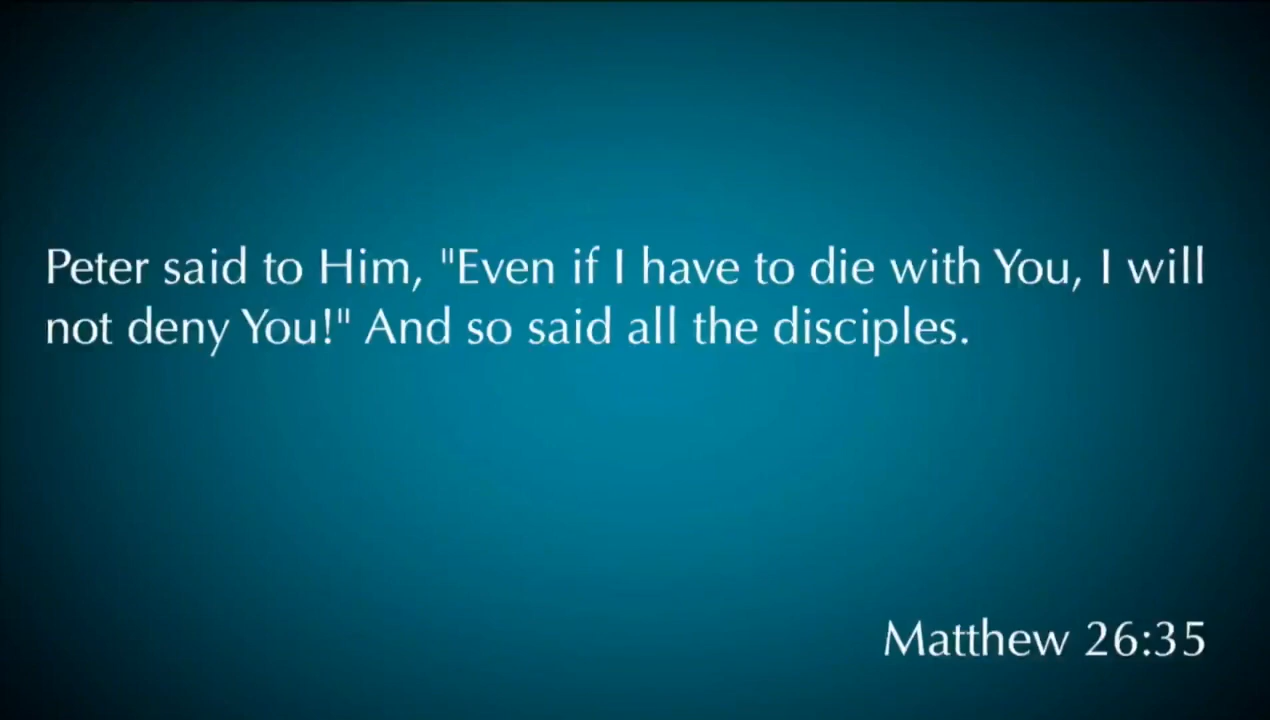 Peter said to Him, "Even if I have to die with You, I will
not deny You!" And so said all the disciples.
Matthew 26:35